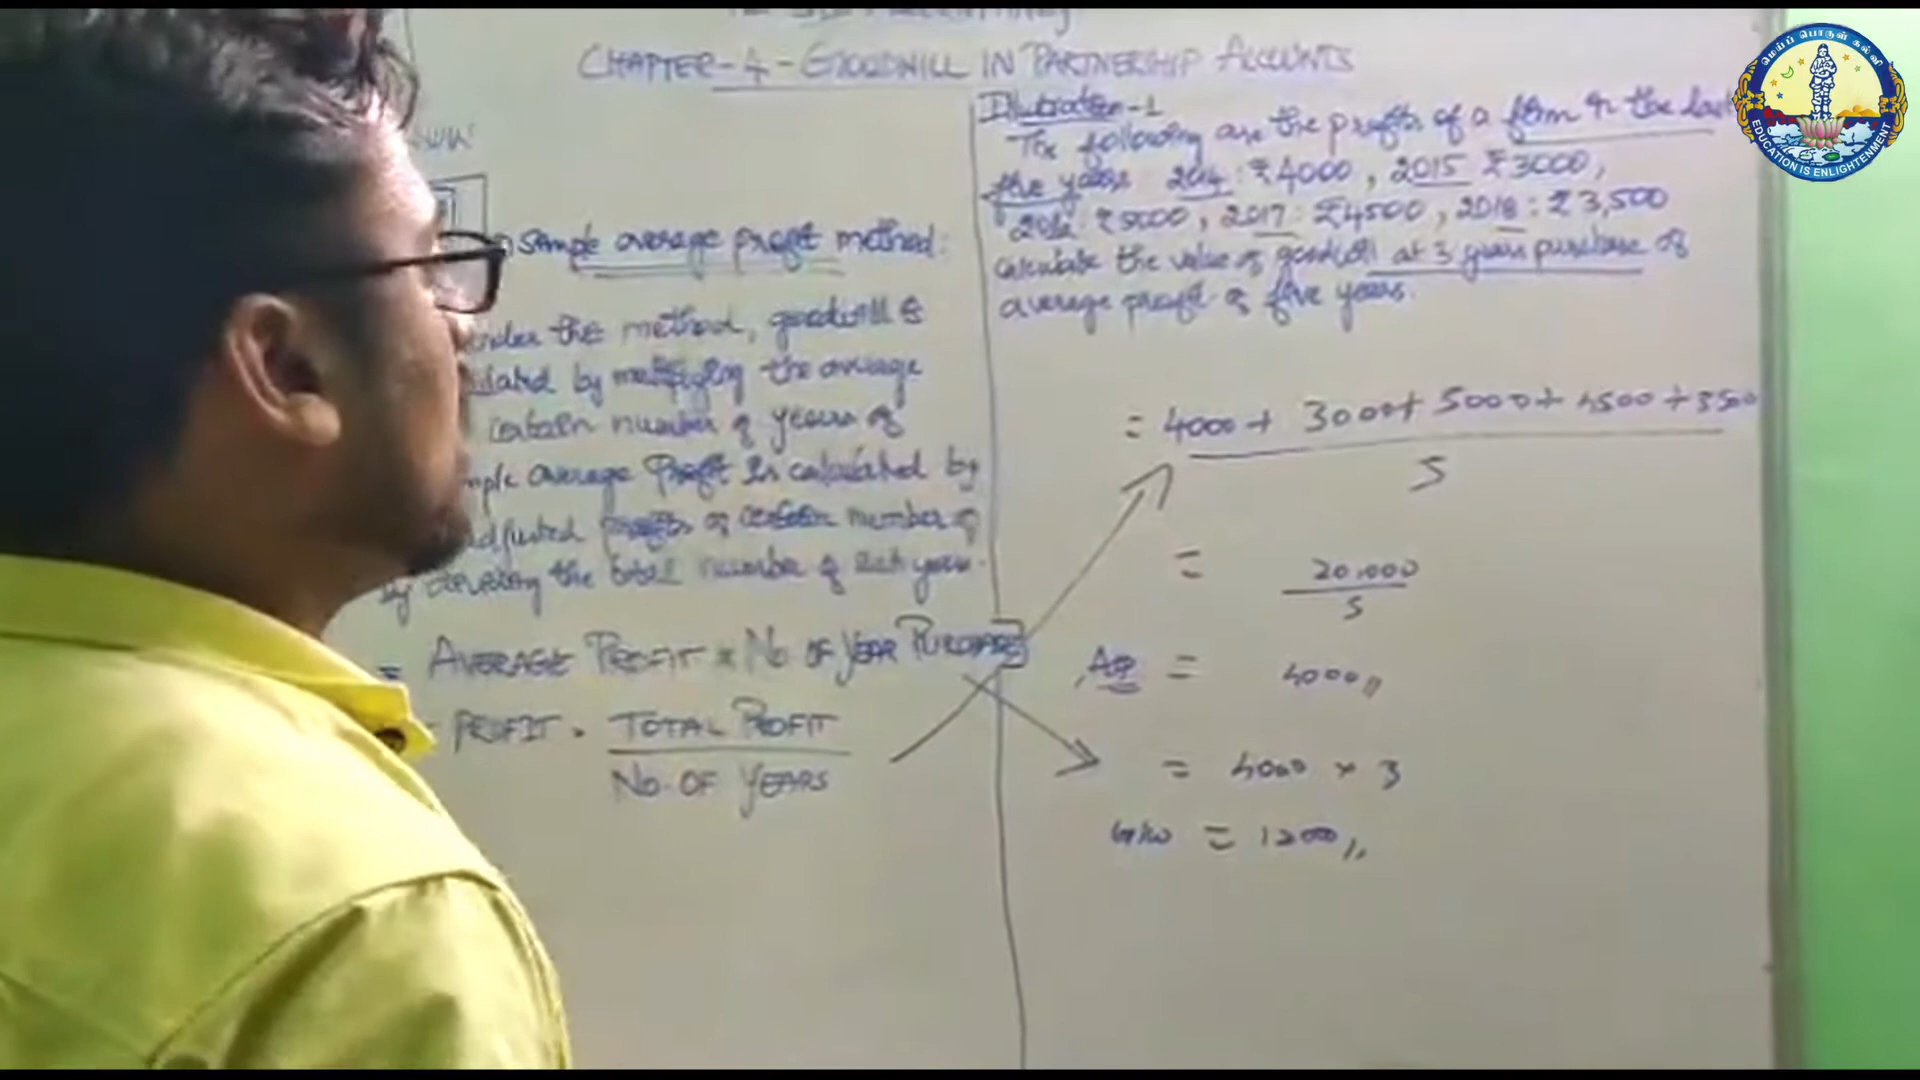 CHAPTER-4-GOODWILL IN PARTNERSHIP ACCOUNTS
Simple average profit method:
under this method, goodwill is
by multiplying the average
certain number of years of
average profit is calculated by
adjusted profits of certain number of
by the total number of years.
= AVERAGE PROFIT × NO OF YEAR PURCHASE
PROFIT = TOTAL PROFIT
NO. OF YEARS
Illustration-1
The following are the profits of a firm in the last
five years 2014: ₹4000, 2015 ₹3000,
2016: ₹5000, 2017: ₹4500, 2018: ₹3,500
Calculate the value of goodwill at 3 years purchase of
average profit of five years.
= 4000 + 3000 + 5000 + 4500 + 3500
5
= 20,000
5
AP = 4000
= 4000 × 3
G/W = 12000
மெய்ப் பொருள் கல்வி
EDUCATION IS ENLIGHTENMENT